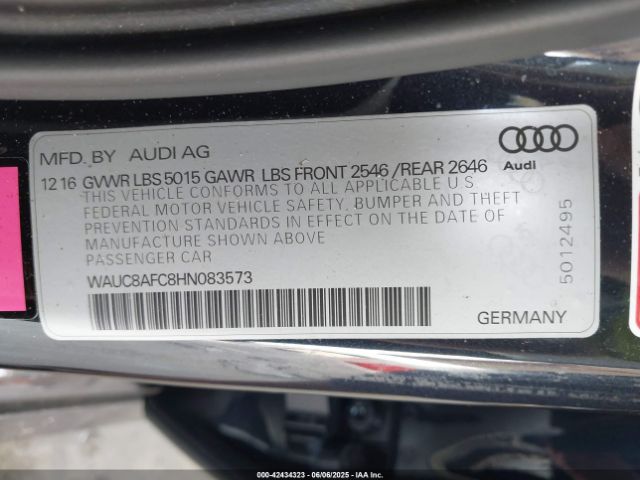 MFD. BY AUDI AG
Audi
12 16 GVWR LBS 5015 GAWR LBS FRONT 2546 /REAR 2646
THIS VEHICLE CONFORMS TO ALL APPLICABLE U S
FEDERAL MOTOR VEHICLE SAFETY, BUMPER AND THEFT
PREVENTION STANDARDS IN EFFECT ON THE DATE OF
MANUFACTURE SHOWN ABOVE
PASSENGER CAR
WAUC8AFC8HN083573
GERMANY
5012495
000-42434323 - 06/06/2025 - IAA Inc.